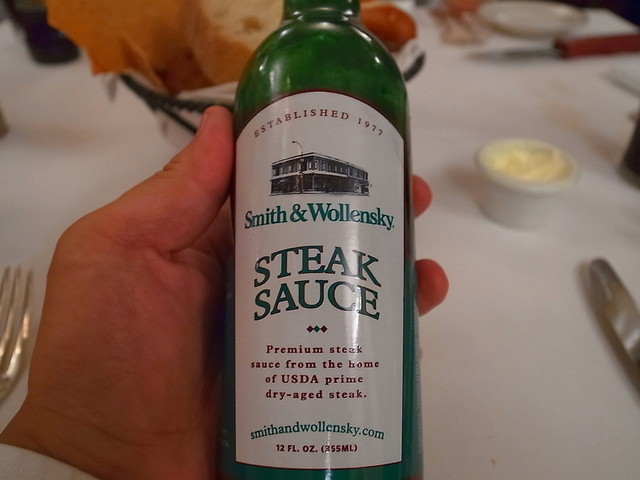 ESTABLISHED 1977
Smith & Wollensky.
STEAK
SAUCE
Premium steak
sauce from the home
of USDA prime
dry-aged steak.
smithandwollensky.com
12 FL. OZ. (355ML)